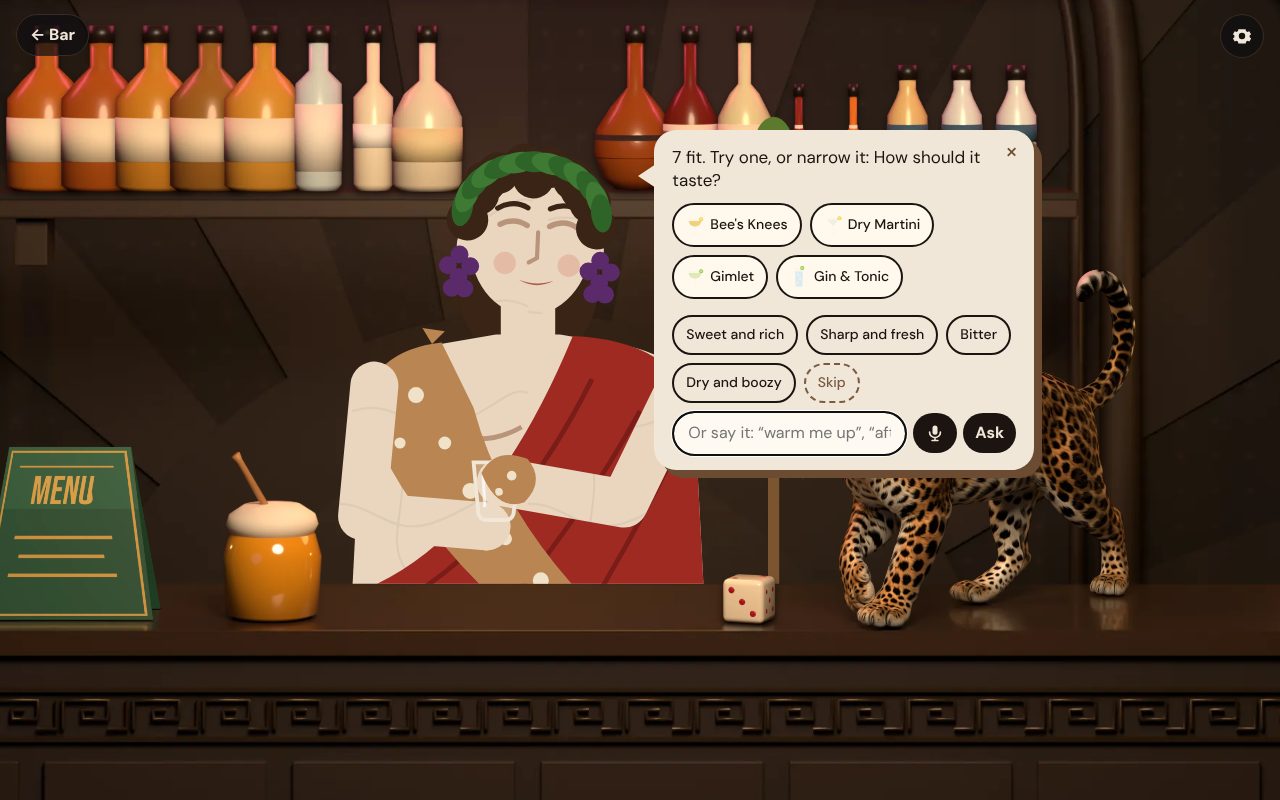 ← Bar
7 fit. Try one, or narrow it: How should it
taste?
×
Bee's Knees
Dry Martini
Gimlet
Gin & Tonic
Sweet and rich
Sharp and fresh
Bitter
Dry and boozy
Skip
Or say it: “warm me up”, “af
Ask
MENU